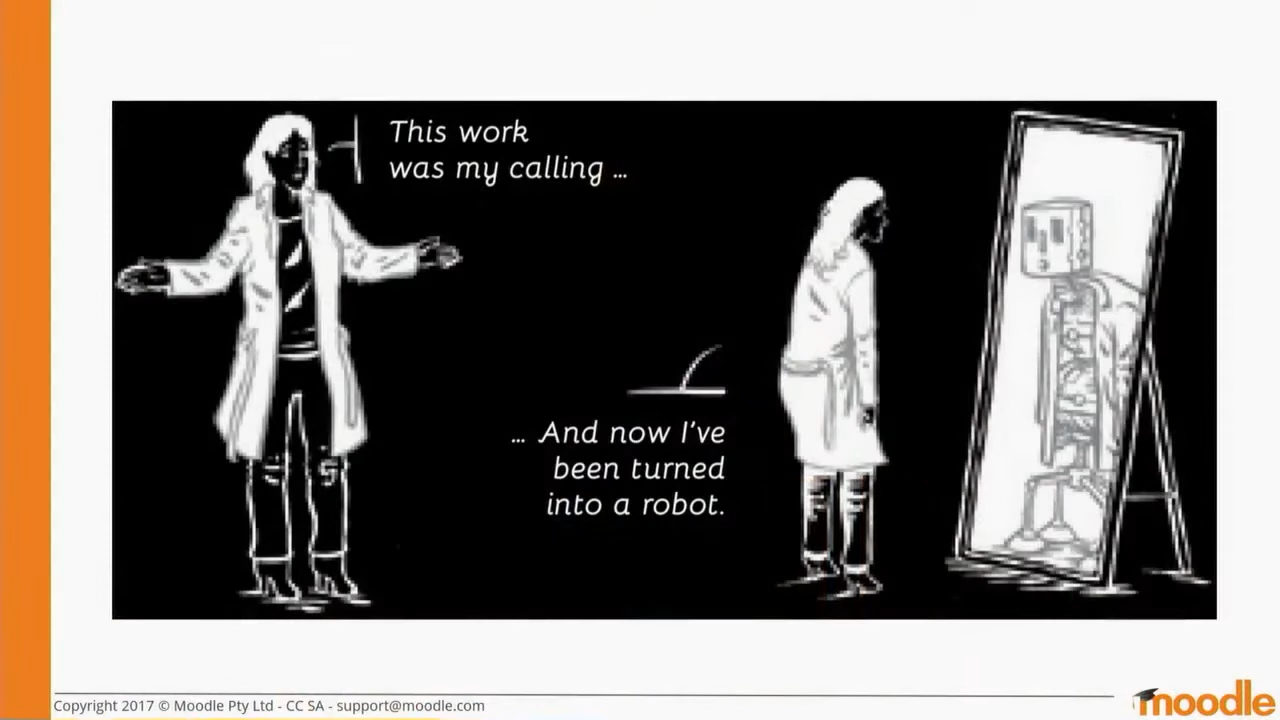 This work
was my calling ...
... And now I've
been turned
into a robot.
Copyright 2017 © Moodle Pty Ltd - CC SA - support@moodle.com
moodle